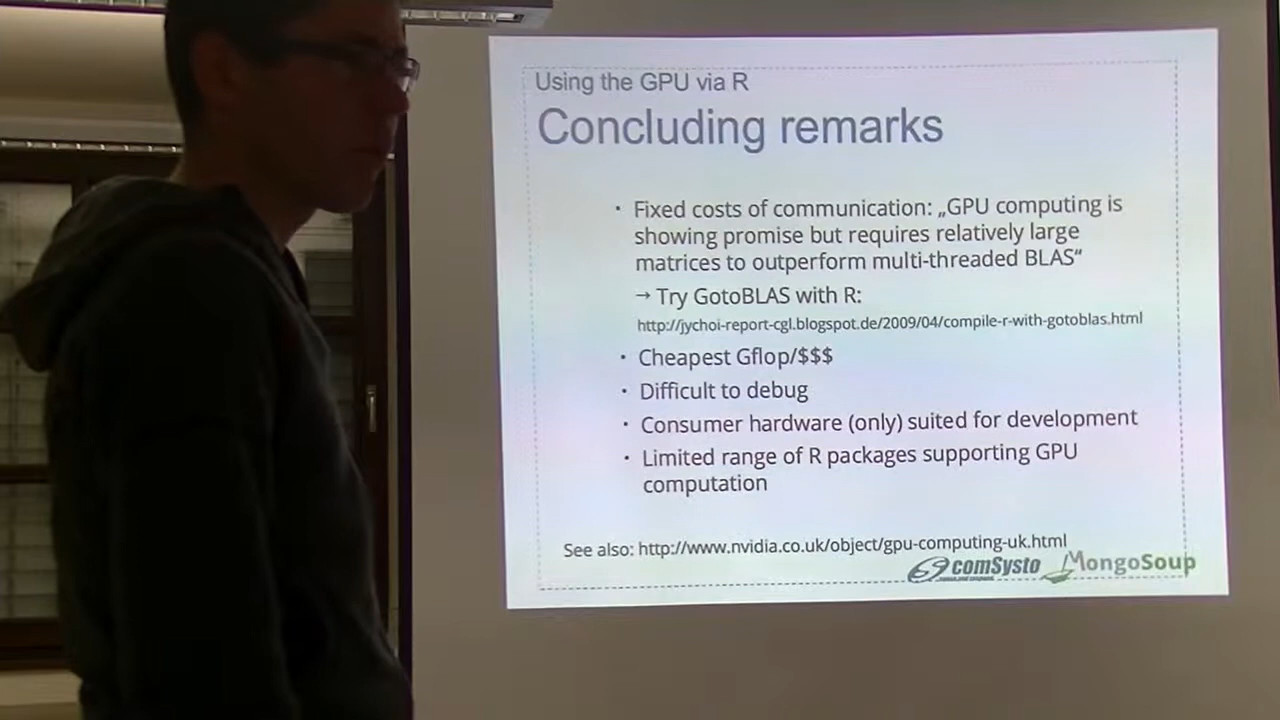 Using the GPU via R
Concluding remarks
· Fixed costs of communication: „GPU computing is
showing promise but requires relatively large
matrices to outperform multi-threaded BLAS“
→ Try GotoBLAS with R:
http://jychoi-report-cgl.blogspot.de/2009/04/compile-r-with-gotoblas.html
· Cheapest Gflop/$$$
· Difficult to debug
· Consumer hardware (only) suited for development
· Limited range of R packages supporting GPU
computation
See also: http://www.nvidia.co.uk/object/gpu-computing-uk.html
comSysto MongoSoup